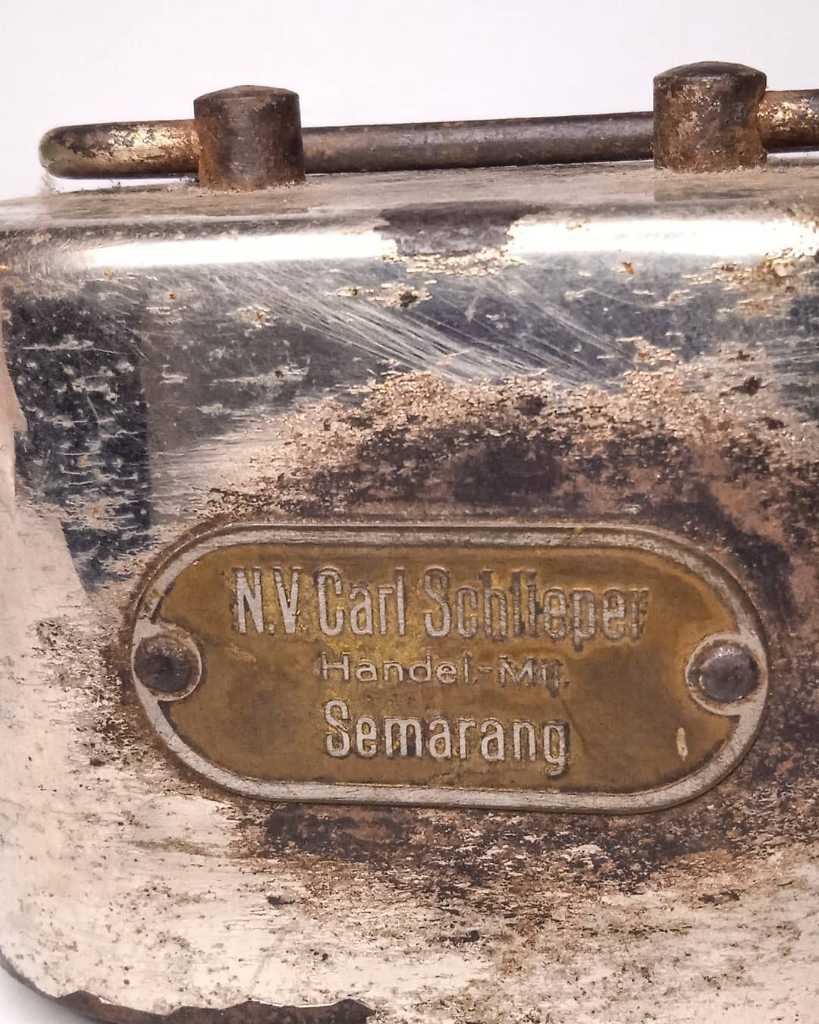 N.V. Carl Schlieper
Handel.-Mij.
Semarang